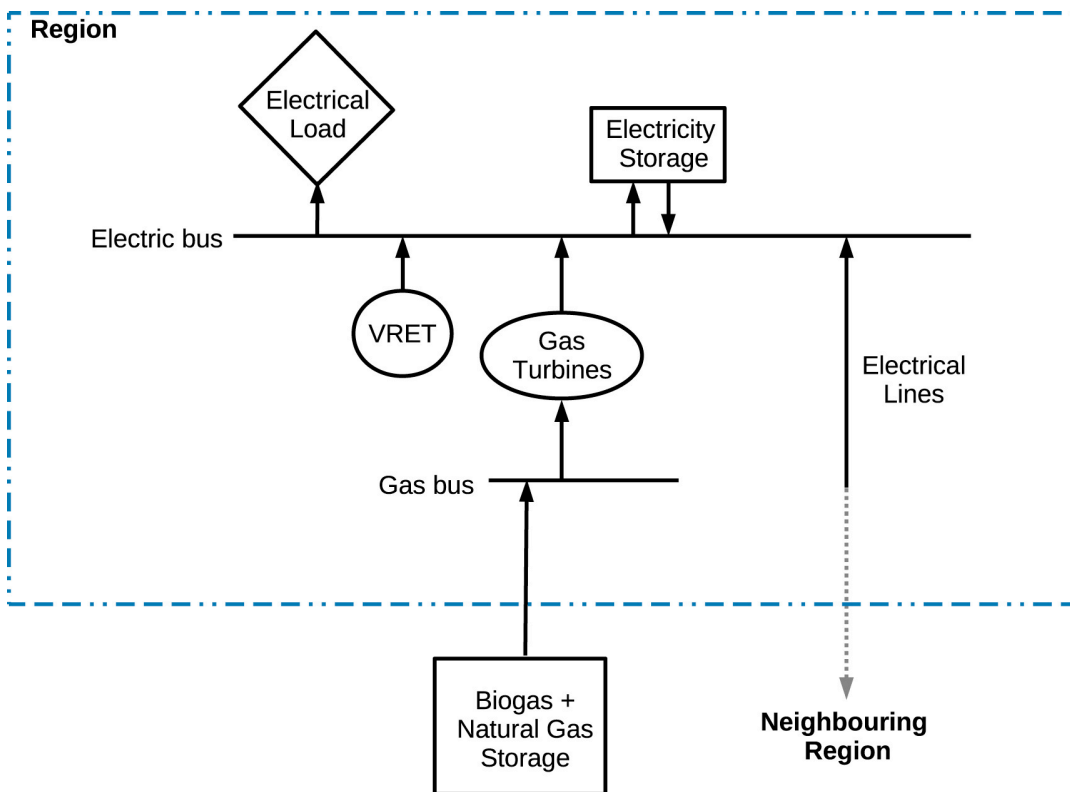 Region
Electrical
Load
Electricity
Storage
Electric bus
VRET
Gas
Turbines
Electrical
Lines
Gas bus
Biogas +
Natural Gas
Storage
Neighbouring
Region